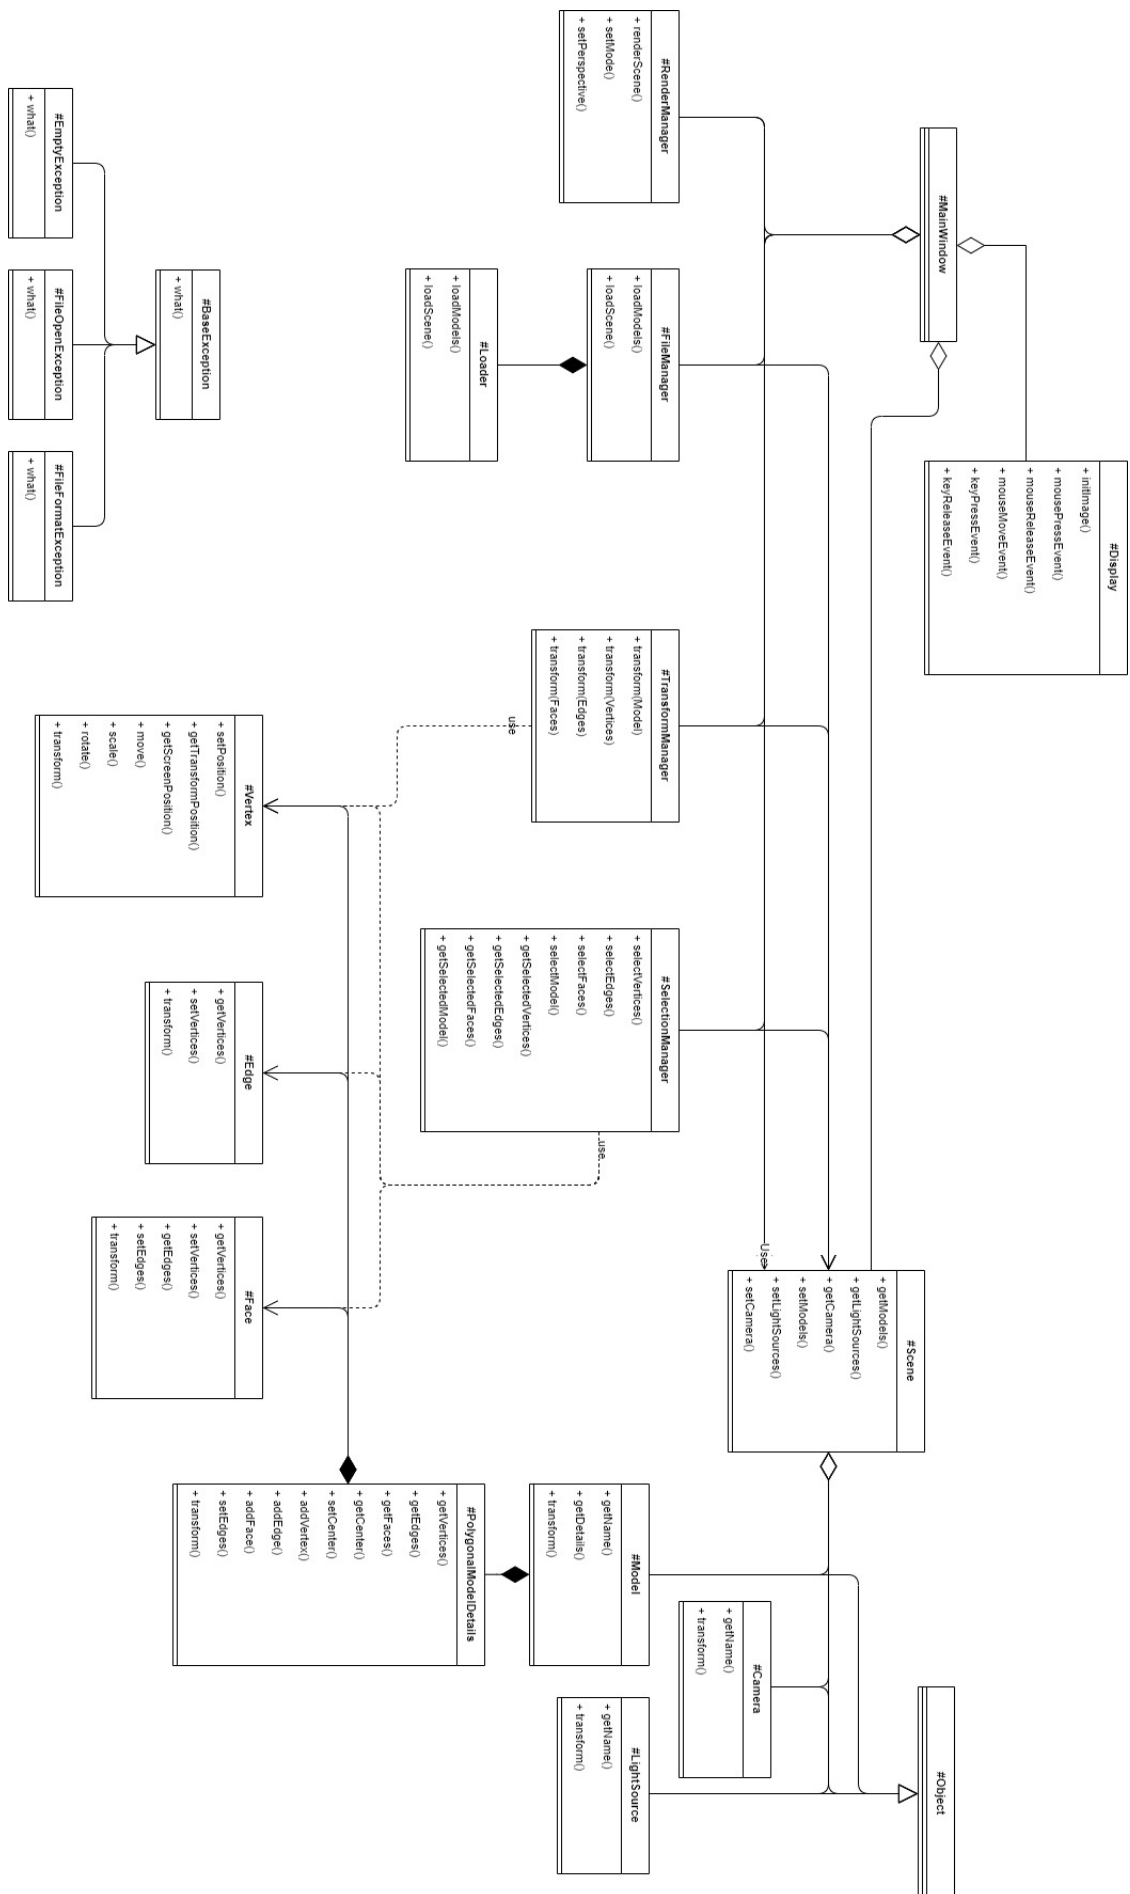 #MainWindow
#Display
+ initImage()
+ mousePressEvent()
+ mouseReleaseEvent()
+ mouseMoveEvent()
+ keyPressEvent()
+ keyReleaseEvent()
#RenderManager
+ renderScene()
+ setMode()
+ setPerspective()
#FileManager
+ loadModels()
+ loadScene()
#Loader
+ loadModels()
+ loadScene()
#TransformManager
+ transform(Model)
+ transform(Vertices)
+ transform(Edges)
+ transform(Faces)
use
#SelectionManager
+ selectVertices()
+ selectEdges()
+ selectFaces()
+ selectModel()
+ getSelectedVertices()
+ getSelectedEdges()
+ getSelectedFaces()
+ getSelectedModel()
use
Use
#Scene
+ getModels()
+ getLightSources()
+ getCamera()
+ setModels()
+ setLightSources()
+ setCamera()
#Object
#Model
+ getName()
+ getDetails()
+ transform()
#Camera
+ getName()
+ transform()
#LightSource
+ getName()
+ transform()
#PolygonalModelDetails
+ getVertices()
+ getEdges()
+ getFaces()
+ getCenter()
+ setCenter()
+ addVertex()
+ addEdge()
+ addFace()
+ setEdges()
+ transform()
#Vertex
+ setPosition()
+ getTransformPosition()
+ getScreenPosition()
+ move()
+ scale()
+ rotate()
+ transform()
#Edge
+ getVertices()
+ setVertices()
+ transform()
#Face
+ getVertices()
+ setVertices()
+ getEdges()
+ setEdges()
+ transform()
#BaseException
+ what()
#EmptyException
+ what()
#FileOpenException
+ what()
#FileFormatException
+ what()